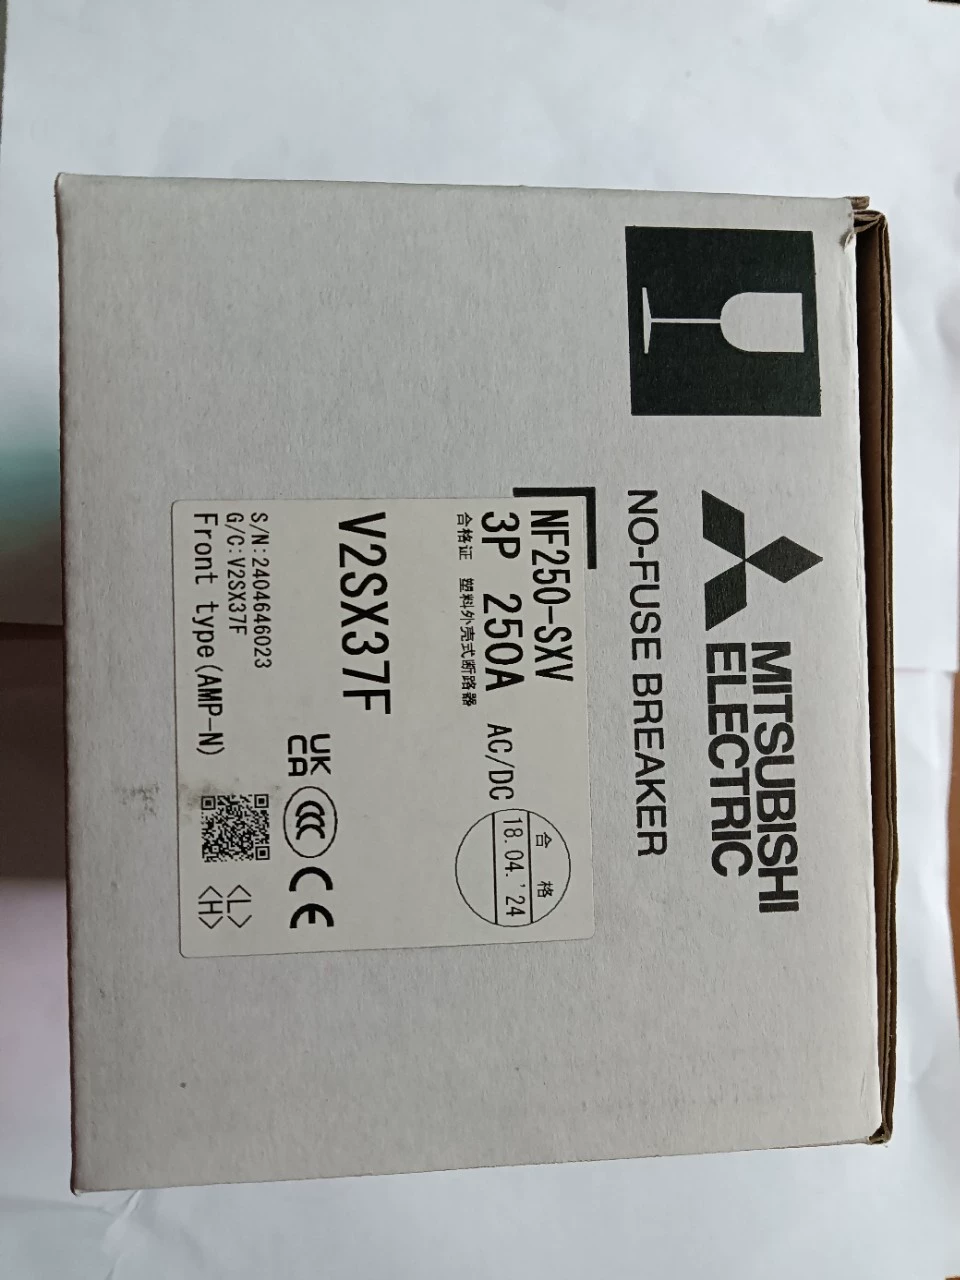 MITSUBISHI
ELECTRIC
NO-FUSE BREAKER
NF250-SXV
3P 250A AC/DC
合格证 塑料外壳式断路器
合格
18.04.'24
V2SX37F
UK
CA
CCC
CE
S/N:2404646023
G/C:V2SX37F
Front type(AMP-N)
<L>
<H>